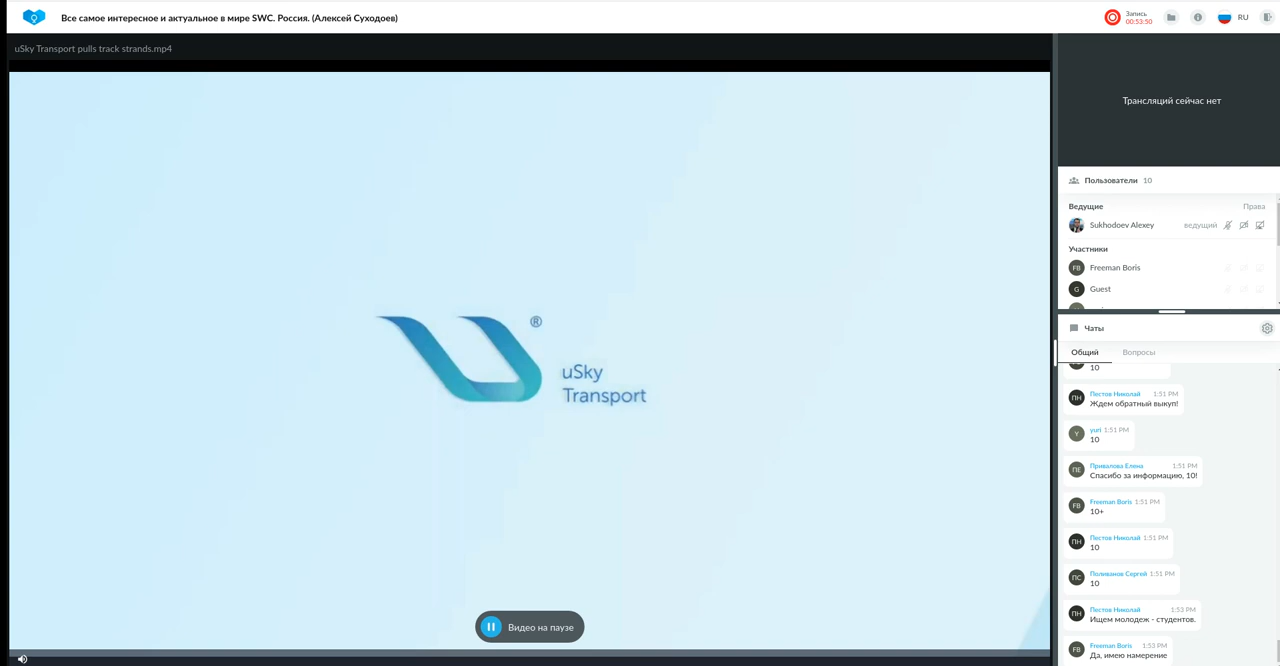 Все самое интересное и актуальное в мире SWC. Россия. (Алексей Суходоев)
Запись
00:53:50
RU
uSky Transport pulls track strands.mp4
®
uSky
Transport
Видео на паузе
Трансляций сейчас нет
Пользователи 10
Ведущие Права
Sukhodoev Alexey ведущий
Участники
FB Freeman Boris
G Guest
Чаты
Общий Вопросы
10
ПН Пестов Николай 1:51 PM
Ждем обратный выкуп!
Y yuri 1:51 PM
10
ПЕ Привалова Елена 1:51 PM
Спасибо за информацию, 10!
FB Freeman Boris 1:51 PM
10+
ПН Пестов Николай 1:51 PM
10
ПС Поливанов Сергей 1:51 PM
10
ПН Пестов Николай 1:53 PM
Ищем молодеж - студентов.
FB Freeman Boris 1:53 PM
Да, имею намерение